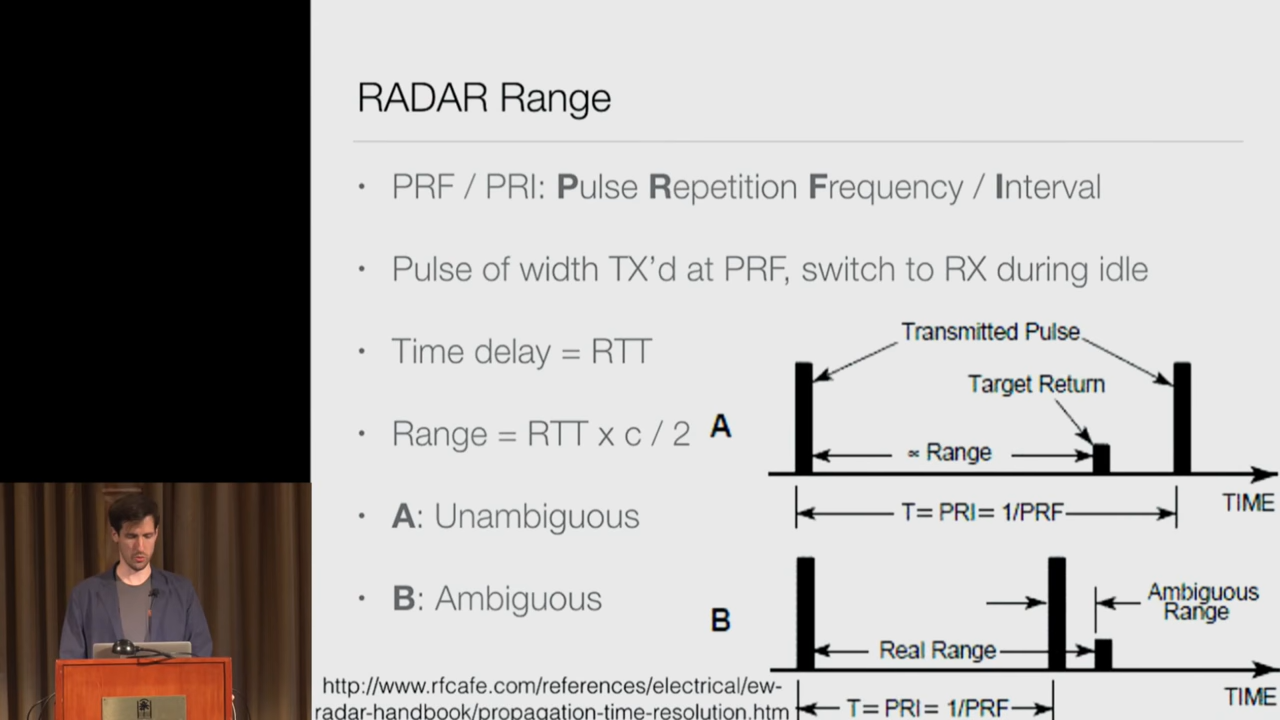 RADAR Range
• PRF / PRI: Pulse Repetition Frequency / Interval
• Pulse of width TX'd at PRF, switch to RX during idle
• Time delay = RTT
• Range = RTT x c / 2
• A: Unambiguous
• B: Ambiguous
A
Transmitted Pulse
Target Return
∝ Range
TIME
T= PRI= 1/PRF
B
Ambiguous
Range
Real Range
TIME
T= PRI= 1/PRF
http://www.rfcafe.com/references/electrical/ew-
radar-handbook/propagation-time-resolution.htm